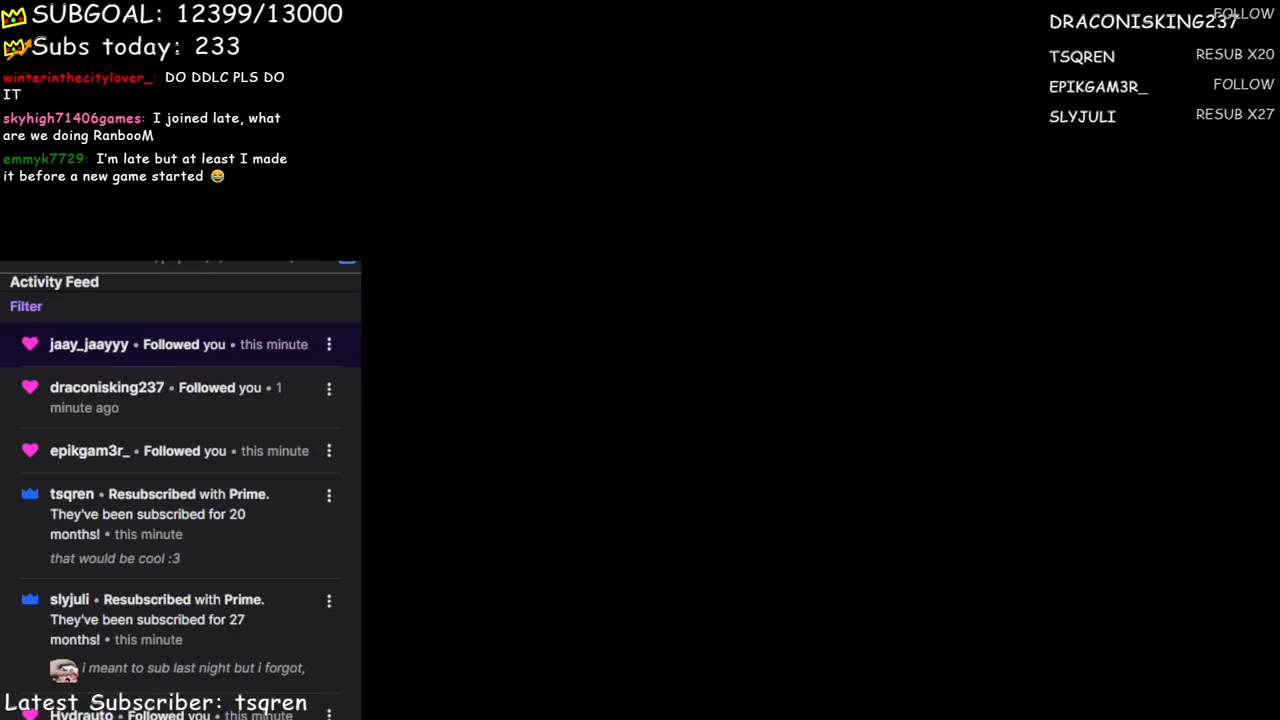 SUBGOAL: 12399/13000
Subs today: 233
winterinthecitylover_: DO DDLC PLS DO
IT
skyhigh71406games: I joined late, what
are we doing RanbooM
emmyk7729: I'm late but at least I made
it before a new game started 😂
FOLLOW
DRACONISKING237
TSQREN RESUB X20
EPIKGAM3R_ FOLLOW
SLYJULI RESUB X27
Activity Feed
Filter
jaay_jaayyy • Followed you • this minute
draconisking237 • Followed you • 1
minute ago
epikgam3r_ • Followed you • this minute
tsqren • Resubscribed with Prime.
They've been subscribed for 20
months! • this minute
that would be cool :3
slyjuli • Resubscribed with Prime.
They've been subscribed for 27
months! • this minute
i meant to sub last night but i forgot,
Latest Subscriber: tsqren
Hydrauto • Followed you • this minute